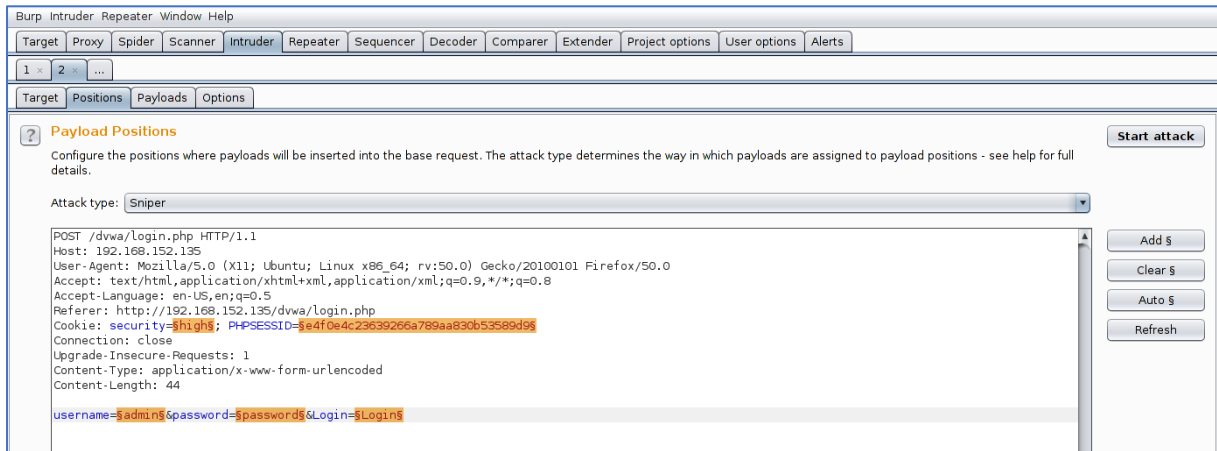 Burp Intruder Repeater Window Help
Target Proxy Spider Scanner Intruder Repeater Sequencer Decoder Comparer Extender Project options User options Alerts
1 × 2 × ...
Target Positions Payloads Options
? Payload Positions Start attack
Configure the positions where payloads will be inserted into the base request. The attack type determines the way in which payloads are assigned to payload positions - see help for full
details.
Attack type: Sniper
POST /dvwa/login.php HTTP/1.1
Host: 192.168.152.135 Add §
User-Agent: Mozilla/5.0 (X11; Ubuntu; Linux x86_64; rv:50.0) Gecko/20100101 Firefox/50.0
Accept: text/html,application/xhtml+xml,application/xml;q=0.9,*/*;q=0.8 Clear §
Accept-Language: en-US,en;q=0.5
Referer: http://192.168.152.135/dvwa/login.php Auto §
Cookie: security=§high§; PHPSESSID=§e4f0e4c23639266a789aa830b53589d9§
Connection: close Refresh
Upgrade-Insecure-Requests: 1
Content-Type: application/x-www-form-urlencoded
Content-Length: 44
username=§admin§&password=§password§&Login=§Login§